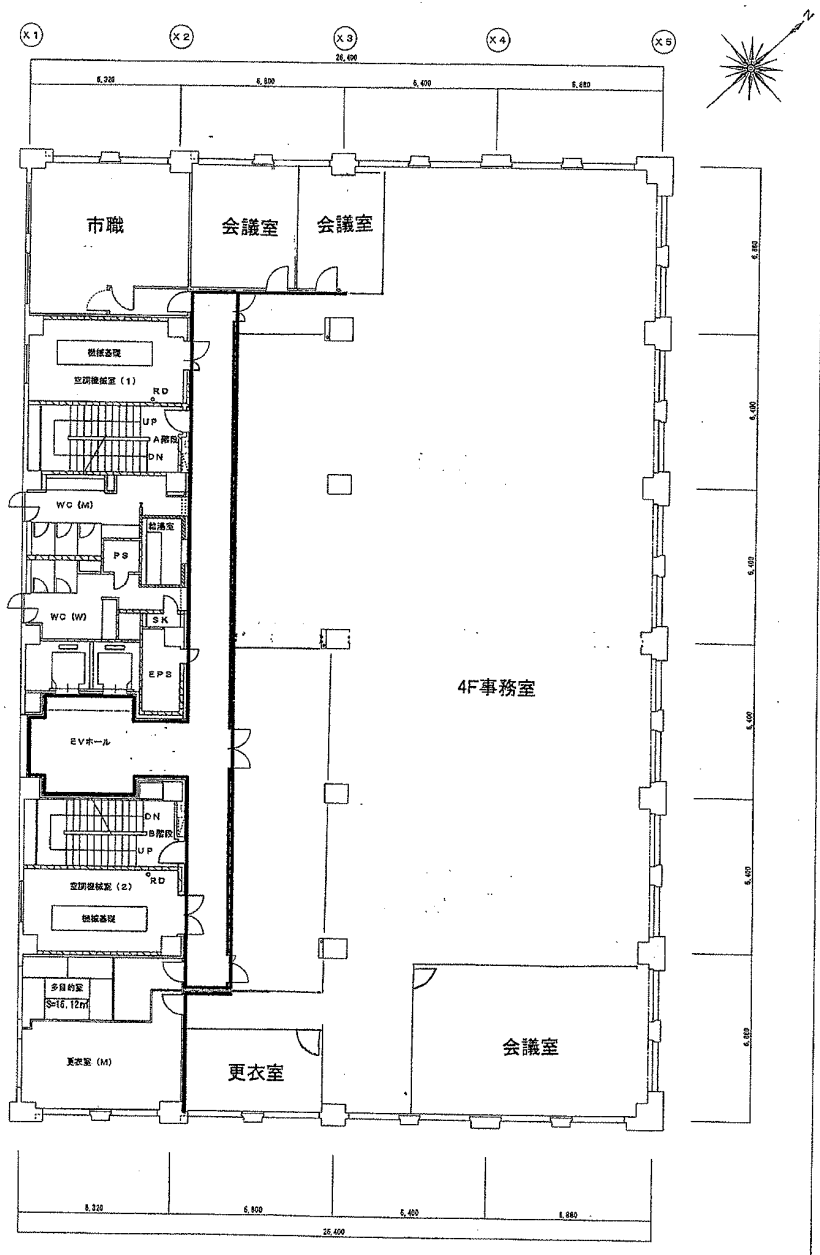 X1
X2
X3
X4
X5
N
26,400
6,320
6,800
6,400
6,880
市職
会議室
会議室
6,880
機械基礎
空調機械室(1)
RD
UP
A階段
DN
6,400
WC (M)
給湯室
PS
6,400
WC (W)
SK
EPS
4F事務室
6,400
EVホール
DN
B階段
UP
空調機械室(2)
RD
機械基礎
6,400
多目的室
S=16.12㎡
更衣室(M)
更衣室
会議室
6,880
6,320
6,800
6,400
6,880
26,400